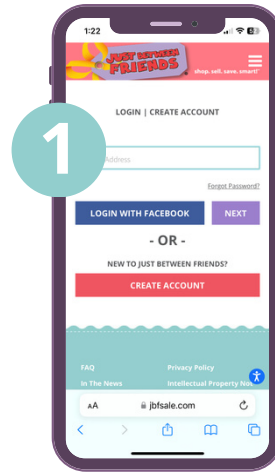 1:22
JUST BETWEEN
FRIENDS
shop. sell. save. smart!™
LOGIN | CREATE ACCOUNT
1
Address
Forgot Password?
LOGIN WITH FACEBOOK
NEXT
- OR -
NEW TO JUST BETWEEN FRIENDS?
CREATE ACCOUNT
FAQ
Privacy Policy
In The News
Intellectual Property
AA
jbfsale.com